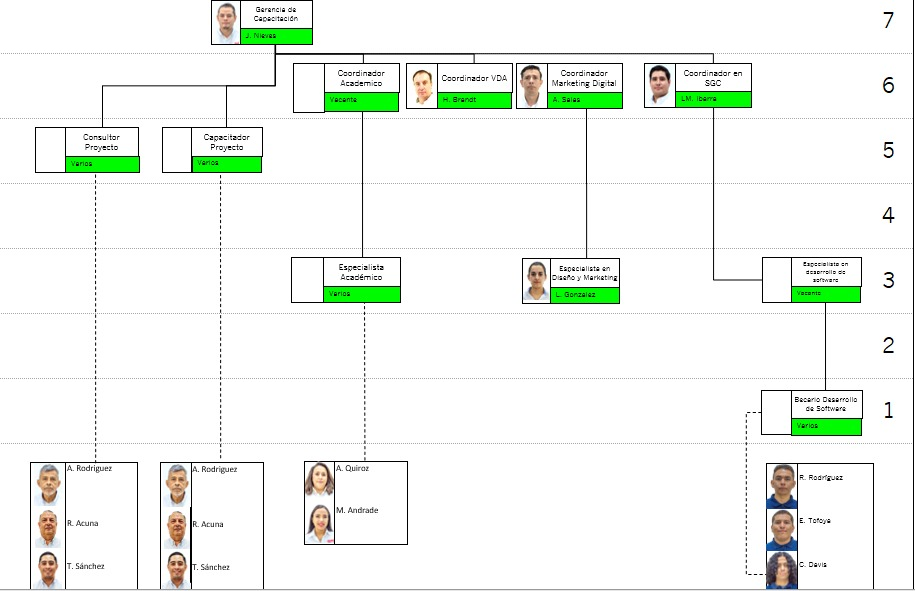 Gerencia de
Capacitación
J. Nieves
7
Coordinador
Academico
Vacante
Coordinador VDA
H. Brandt
Coordinador
Marketing Digital
A. Salas
Coordinador en
SGC
LM. Ibarra
6
Consultor
Proyecto
Varios
Capacitador
Proyecto
Varios
5
4
Especialista
Académico
Varios
Especialista en
Diseño y Marketing
L. Gonzalez
Especialista en
desarrollo de
software
Vacante
3
2
Becario Desarrollo
de Software
Varios
1
A. Rodriguez
R. Acuna
T. Sánchez
A. Rodriguez
R. Acuna
T. Sánchez
A. Quiroz
M. Andrade
R. Rodríguez
E. Tofoya
C. Davis